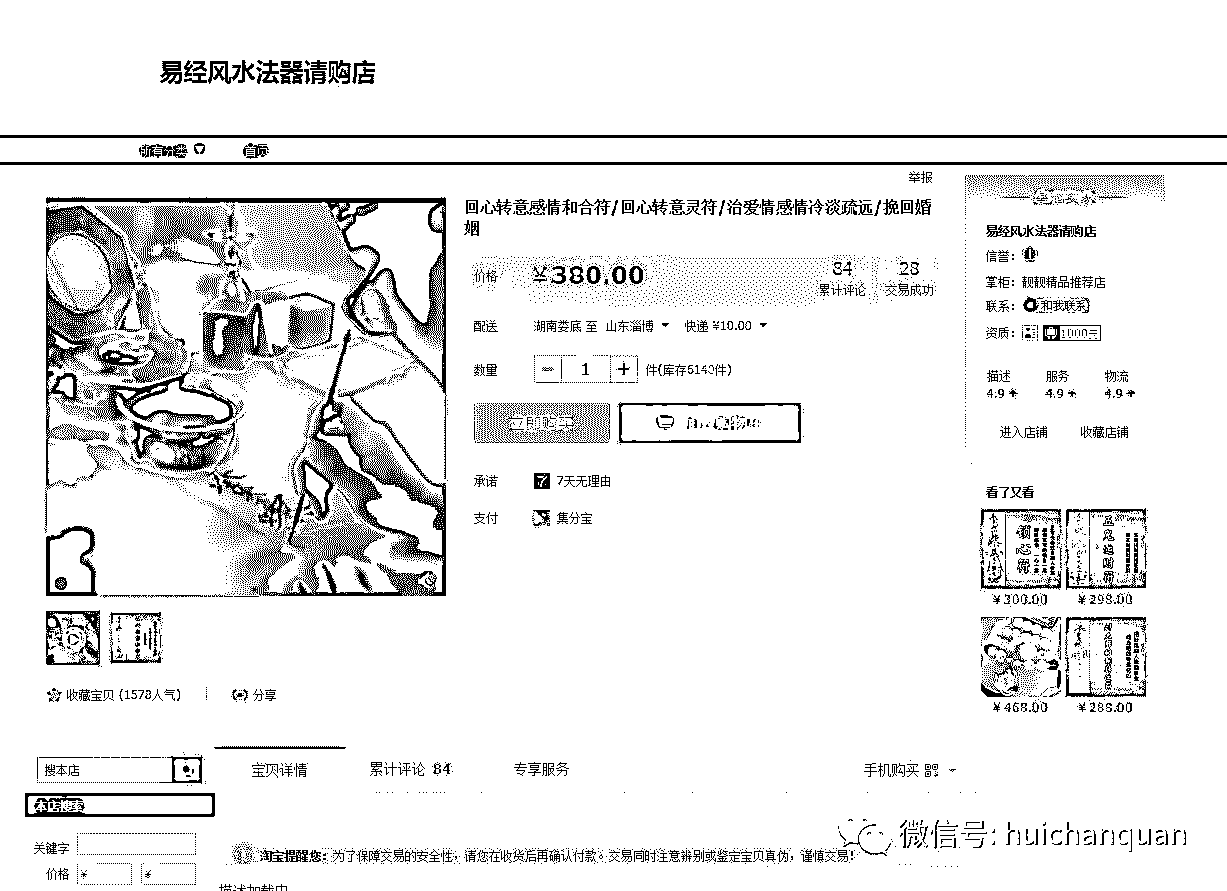 易经风水法器请购店
所有分类
首页
举报
回心转意感情和合符/回心转意灵符/治爱情感情冷淡疏远/挽回婚
姻
价格 ¥380.00
84
累计评论
28
交易成功
配送 湖南娄底 至 山东淄博 快递 ¥10.00
数量 1 件(库存5140件)
立即购买
承诺 7天无理由
支付 集分宝
收藏宝贝 (1578人气)
分享
易经风水法器请购店
信誉:
掌柜: 靓靓精品推荐店
联系: 和我联系
资质: 1000元
描述 服务 物流
4.9 4.9 4.9
进入店铺 收藏店铺
看了又看
¥300.00 ¥298.00
¥468.00 ¥288.00
搜本店
宝贝详情 累计评论 84 专享服务 手机购买
本店搜索
关键字
价格 ¥ ¥
淘宝提醒您: 为了保障交易的安全性, 请您在收货后再确认付款。交易同时注意辨别或鉴定宝贝真伪, 谨慎交易!
描述加载中
微信号: huichanquan